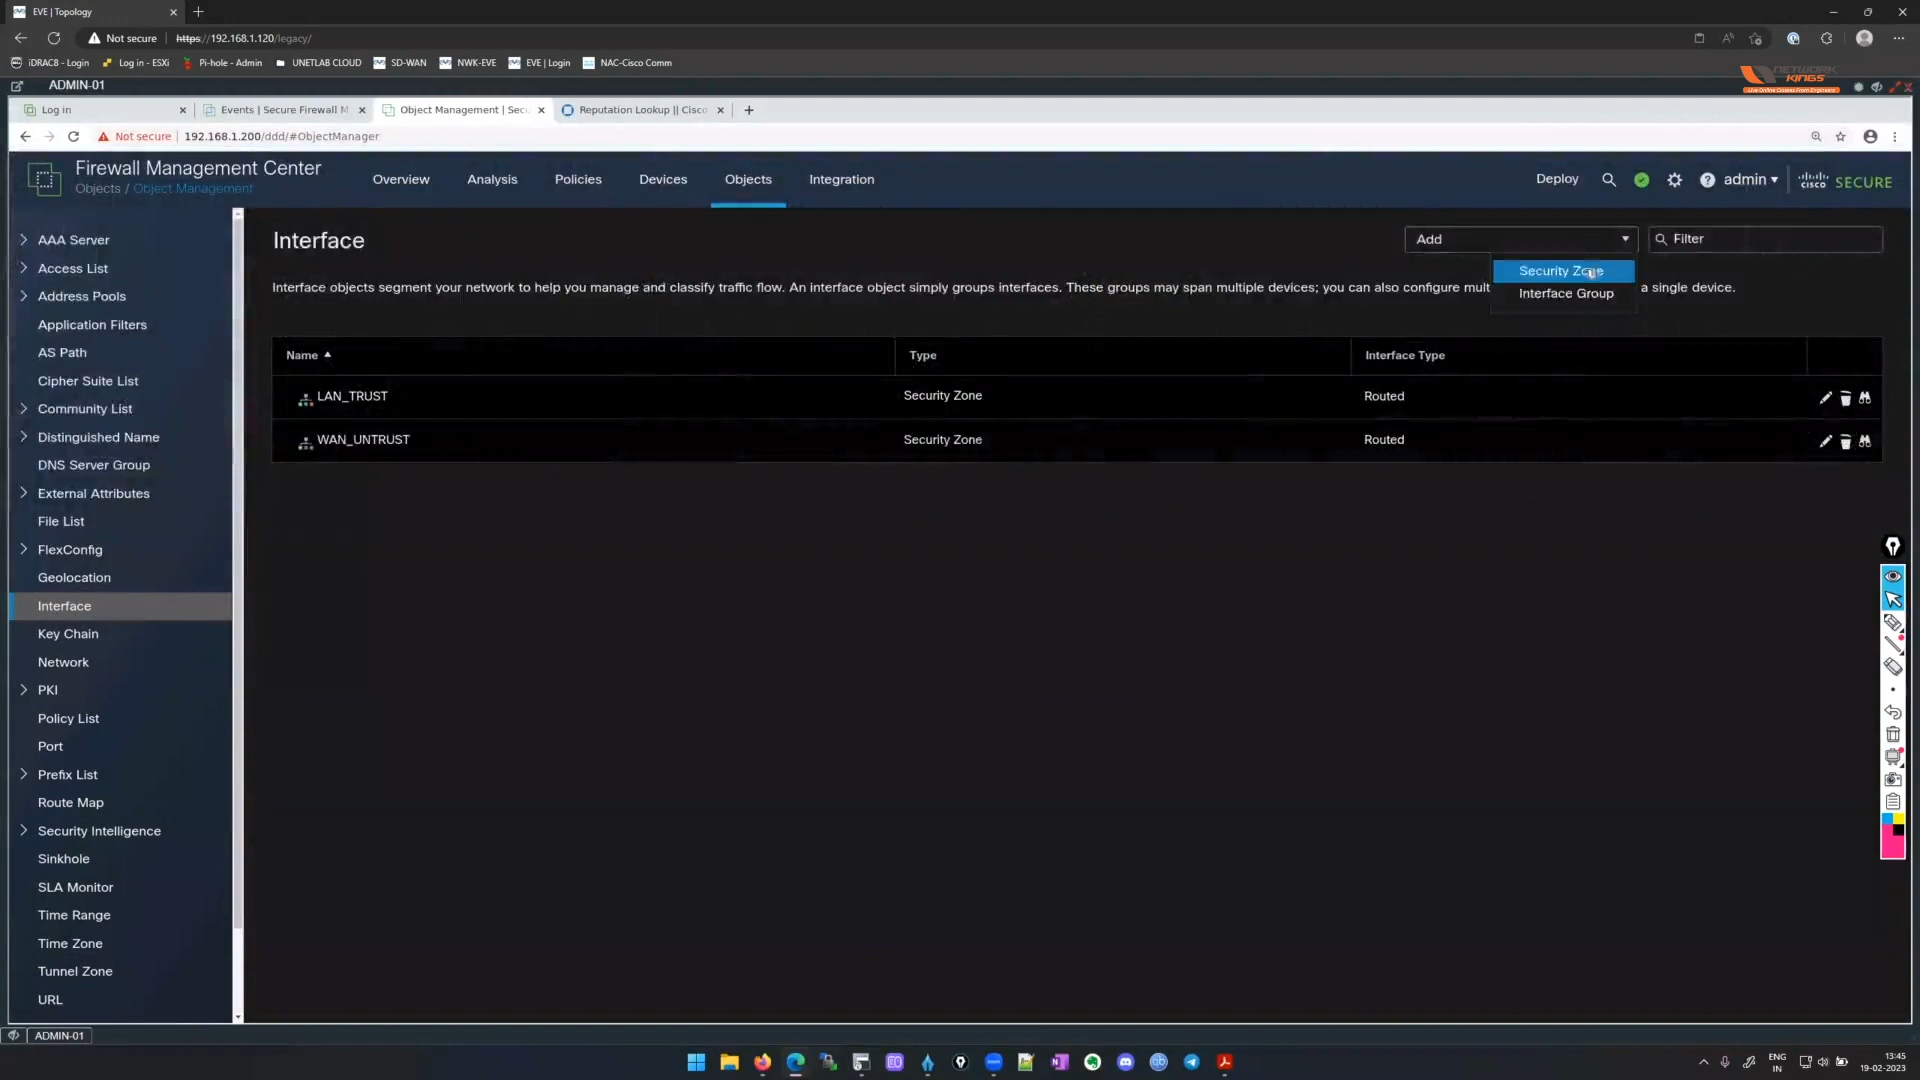 EVE | Topology
Not secure https://192.168.1.120/legacy/
iDRAC8 - Login Log in - ESXi Pi-hole - Admin UNETLAB CLOUD SD-WAN NWK-EVE EVE | Login NAC-Cisco Comm
NETWORK KINGS
Live Online Classes From Engineers
ADMIN-01
Log in
Events | Secure Firewall M
Object Management | Secu
Reputation Lookup || Cisco
Not secure 192.168.1.200/ddd/#ObjectManager
Firewall Management Center
Objects / Object Management
Overview Analysis Policies Devices Objects Integration
Deploy admin cisco SECURE
AAA Server
Access List
Address Pools
Application Filters
AS Path
Cipher Suite List
Community List
Distinguished Name
DNS Server Group
External Attributes
File List
FlexConfig
Geolocation
Interface
Key Chain
Network
PKI
Policy List
Port
Prefix List
Route Map
Security Intelligence
Sinkhole
SLA Monitor
Time Range
Time Zone
Tunnel Zone
URL
Interface
Add
Filter
Security Zone
Interface Group
Interface objects segment your network to help you manage and classify traffic flow. An interface object simply groups interfaces. These groups may span multiple devices; you can also configure mult a single device.
Name Type Interface Type
LAN_TRUST Security Zone Routed
WAN_UNTRUST Security Zone Routed
ADMIN-01
ENG
IN
13:45
19-02-2023